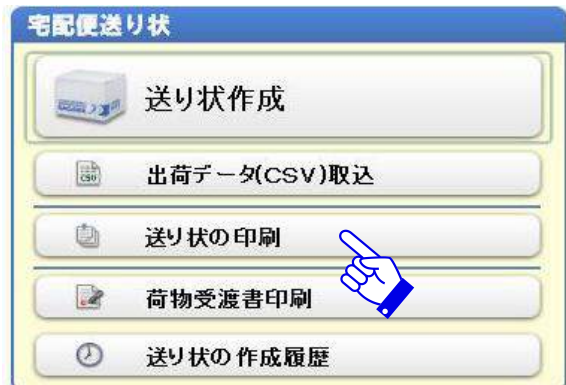 宅配便送り状
送り状作成
出荷データ(CSV)取込
送り状の印刷
荷物受渡書印刷
送り状の作成履歴